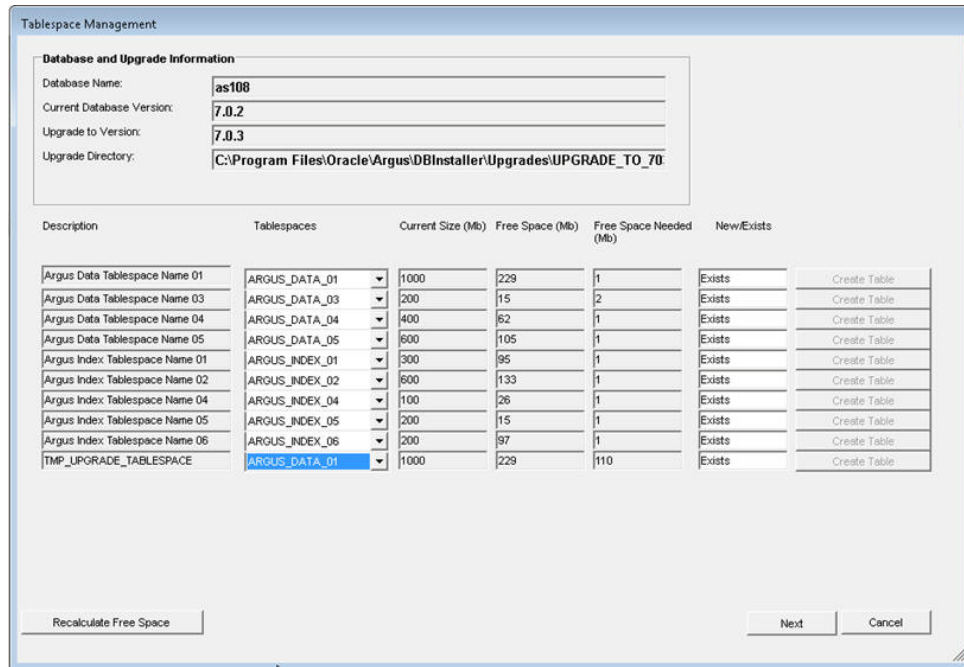 Tablespace Management
Database and Upgrade Information
Database Name: as108
Current Database Version: 7.0.2
Upgrade to Version: 7.0.3
Upgrade Directory: C:\Program Files\Oracle\Argus\DBInstaller\Upgrades\UPGRADE_TO_70
Description Tablespaces Current Size (Mb) Free Space (Mb) Free Space Needed (Mb) New/Exists
Argus Data Tablespace Name 01 ARGUS_DATA_01 1000 229 1 Exists Create Table
Argus Data Tablespace Name 03 ARGUS_DATA_03 200 15 2 Exists Create Table
Argus Data Tablespace Name 04 ARGUS_DATA_04 400 62 1 Exists Create Table
Argus Data Tablespace Name 05 ARGUS_DATA_05 600 105 1 Exists Create Table
Argus Index Tablespace Name 01 ARGUS_INDEX_01 300 95 1 Exists Create Table
Argus Index Tablespace Name 02 ARGUS_INDEX_02 600 133 1 Exists Create Table
Argus Index Tablespace Name 04 ARGUS_INDEX_04 100 26 1 Exists Create Table
Argus Index Tablespace Name 05 ARGUS_INDEX_05 200 15 1 Exists Create Table
Argus Index Tablespace Name 06 ARGUS_INDEX_06 200 97 1 Exists Create Table
TMP_UPGRADE_TABLESPACE ARGUS_DATA_01 1000 229 110 Exists Create Table
Recalculate Free Space Next Cancel